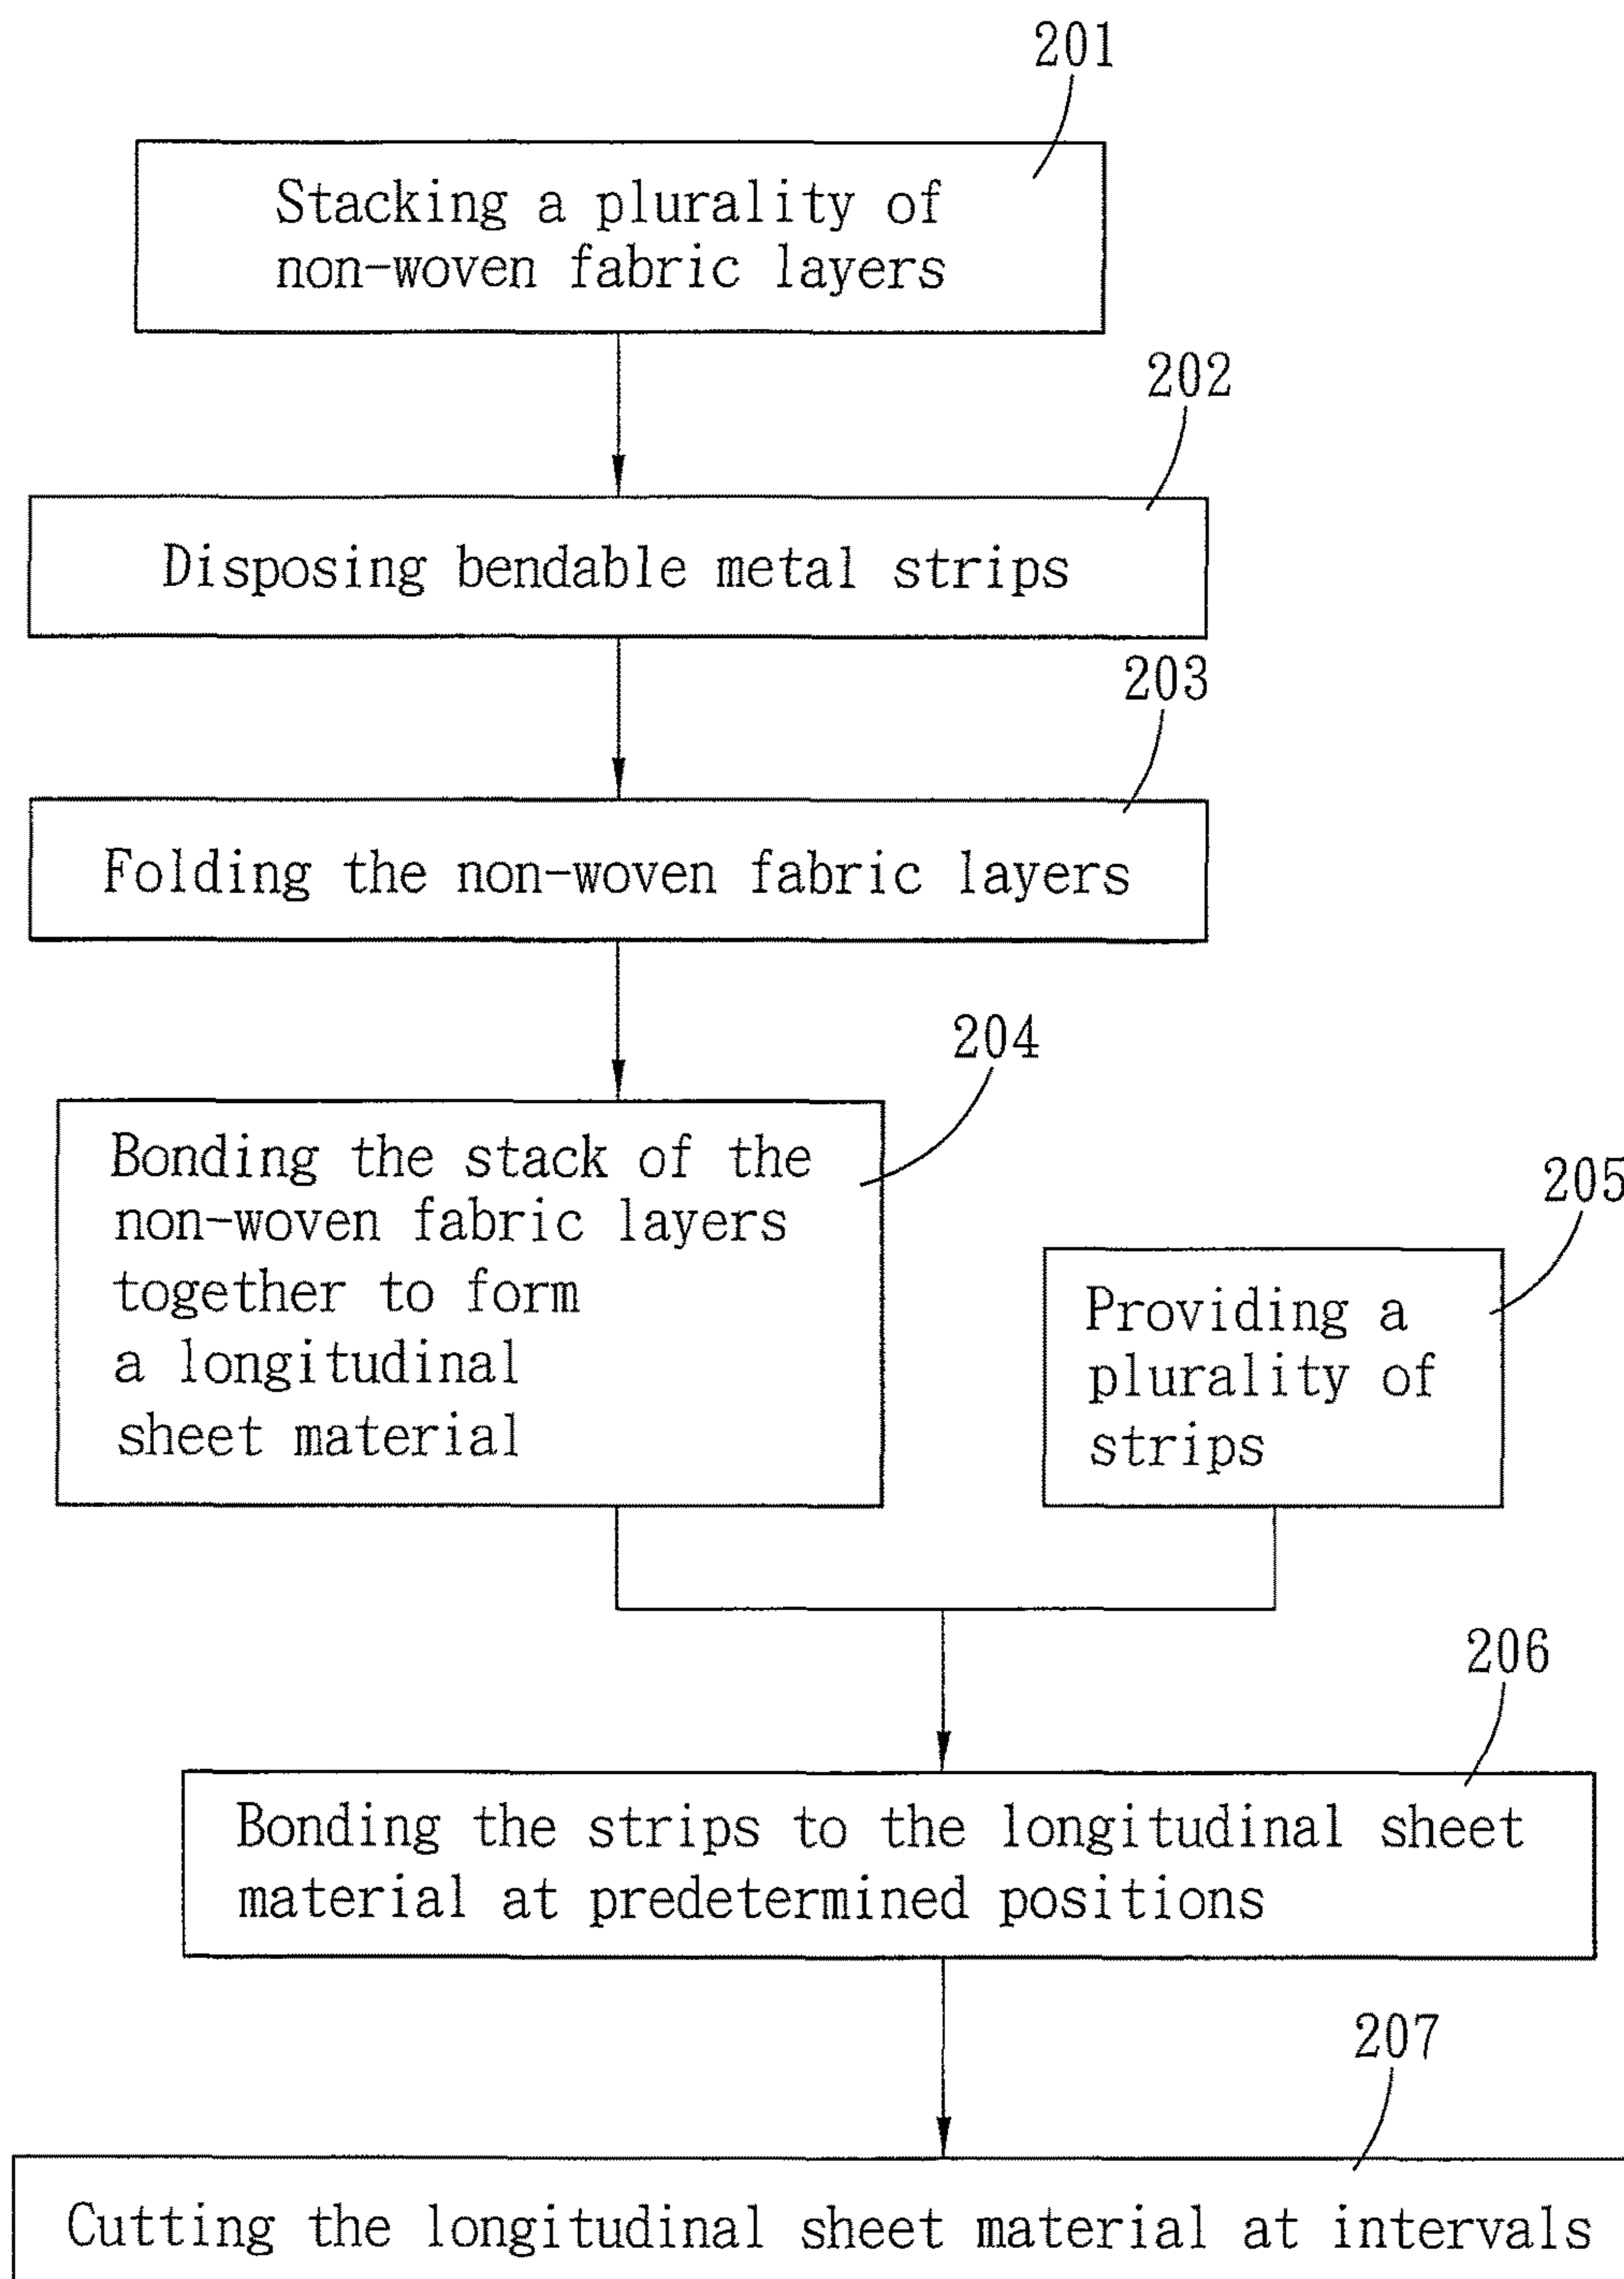 201
Stacking a plurality of
non-woven fabric layers
202
Disposing bendable metal strips
203
Folding the non-woven fabric layers
204
Bonding the stack of the
non-woven fabric layers
together to form
a longitudinal
sheet material
205
Providing a
plurality of
strips
206
Bonding the strips to the longitudinal sheet
material at predetermined positions
207
Cutting the longitudinal sheet material at intervals